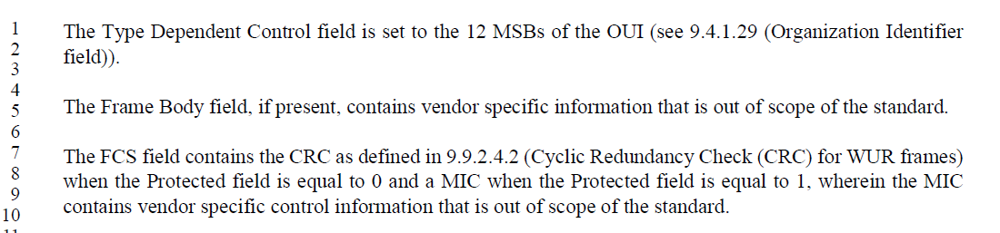 1 The Type Dependent Control field is set to the 12 MSBs of the OUI (see 9.4.1.29 (Organization Identifier
2 field)).
3
4
5 The Frame Body field, if present, contains vendor specific information that is out of scope of the standard.
6
7 The FCS field contains the CRC as defined in 9.9.2.4.2 (Cyclic Redundancy Check (CRC) for WUR frames)
8 when the Protected field is equal to 0 and a MIC when the Protected field is equal to 1, wherein the MIC
9
10 contains vendor specific control information that is out of scope of the standard.